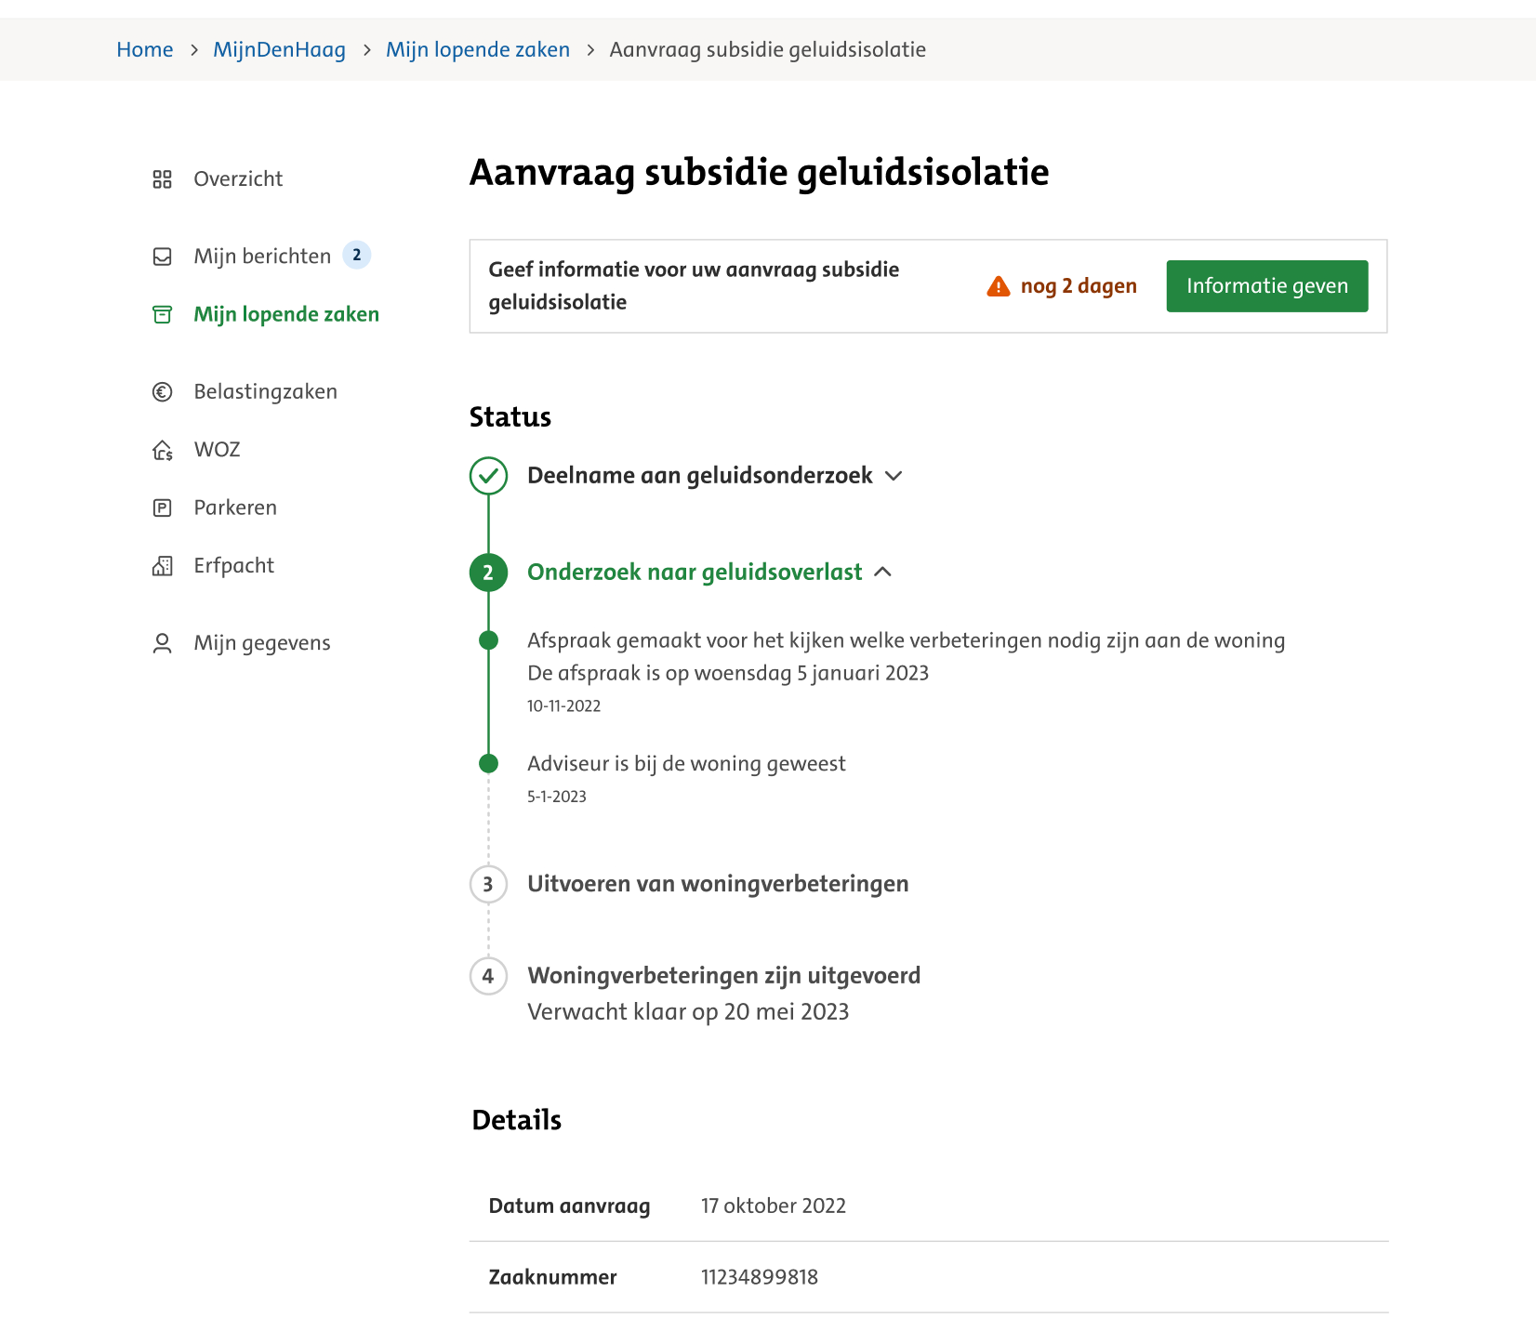 Home > MijnDenHaag > Mijn lopende zaken > Aanvraag subsidie geluidsisolatie
Overzicht
Mijn berichten 2
Mijn lopende zaken
Belastingzaken
WOZ
Parkeren
Erfpacht
Mijn gegevens
Aanvraag subsidie geluidsisolatie
Geef informatie voor uw aanvraag subsidie
geluidsisolatie
nog 2 dagen
Informatie geven
Status
Deelname aan geluidsonderzoek
2 Onderzoek naar geluidsoverlast
Afspraak gemaakt voor het kijken welke verbeteringen nodig zijn aan de woning
De afspraak is op woensdag 5 januari 2023
10-11-2022
Adviseur is bij de woning geweest
5-1-2023
3 Uitvoeren van woningverbeteringen
4 Woningverbeteringen zijn uitgevoerd
Verwacht klaar op 20 mei 2023
Details
Datum aanvraag 17 oktober 2022
Zaaknummer 11234899818